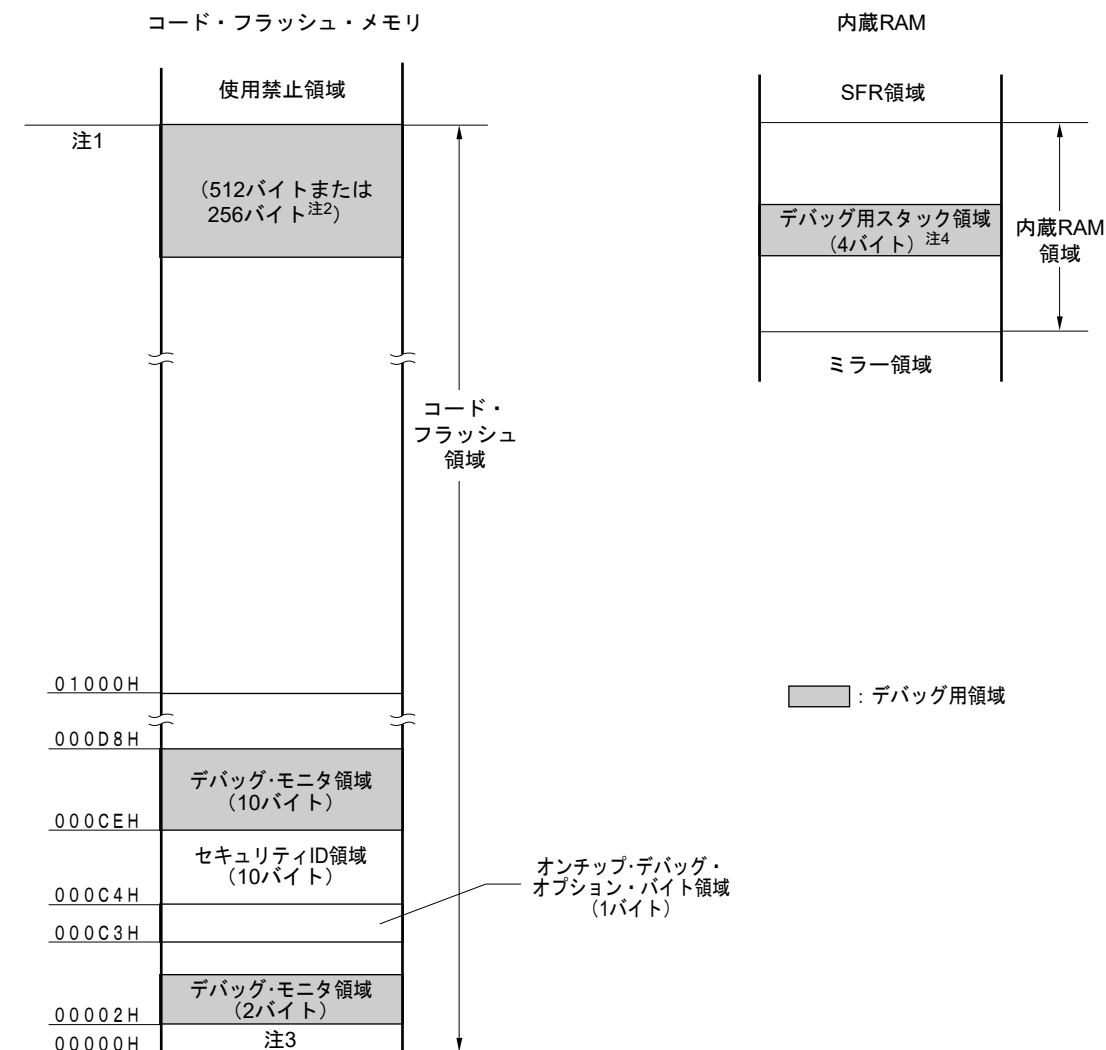 コード・フラッシュ・メモリ
使用禁止領域
注1
（512バイトまたは
256バイト注2）
コード・
フラッシュ
領域
01000H
000D8H
デバッグ･モニタ領域
（10バイト）
000CEH
セキュリティID領域
（10バイト）
000C4H
000C3H
オンチップ･デバッグ・
オプション・バイト領域
（1バイト）
デバッグ･モニタ領域
（2バイト）
00002H
注3
00000H
内蔵RAM
SFR領域
デバッグ用スタック領域
（4バイト）注4
内蔵RAM
領域
ミラー領域
：デバッグ用領域